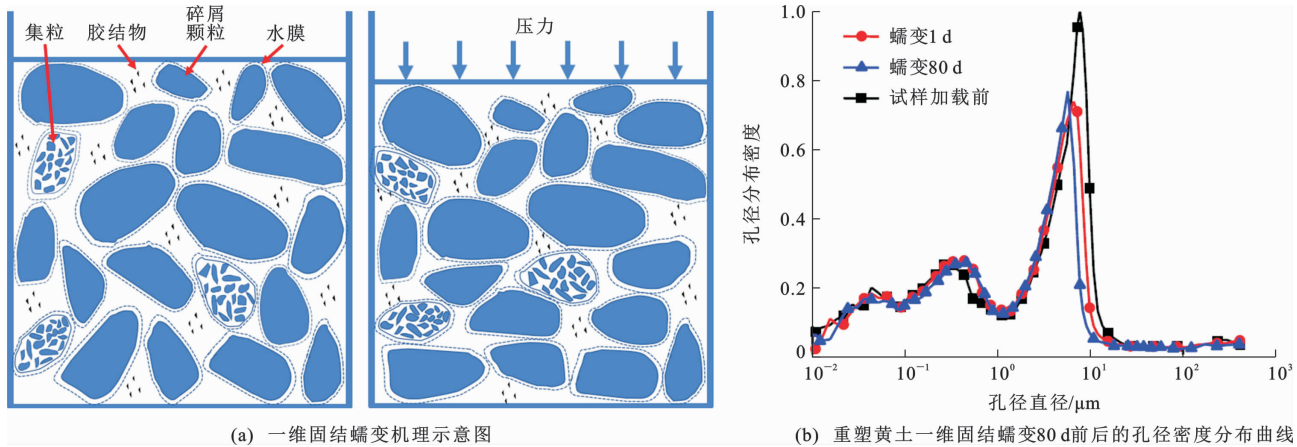 集粒
胶结物
碎屑
颗粒
水膜
压力
(a) 一维固结蠕变机理示意图
孔径分布密度
1.0
0.8
0.6
0.4
0.2
0
蠕变1 d
蠕变80 d
试样加载前
10⁻²
10⁻¹
10⁰
10¹
10²
10³
孔径直径/μm
(b) 重塑黄土一维固结蠕变80 d前后的孔径密度分布曲线